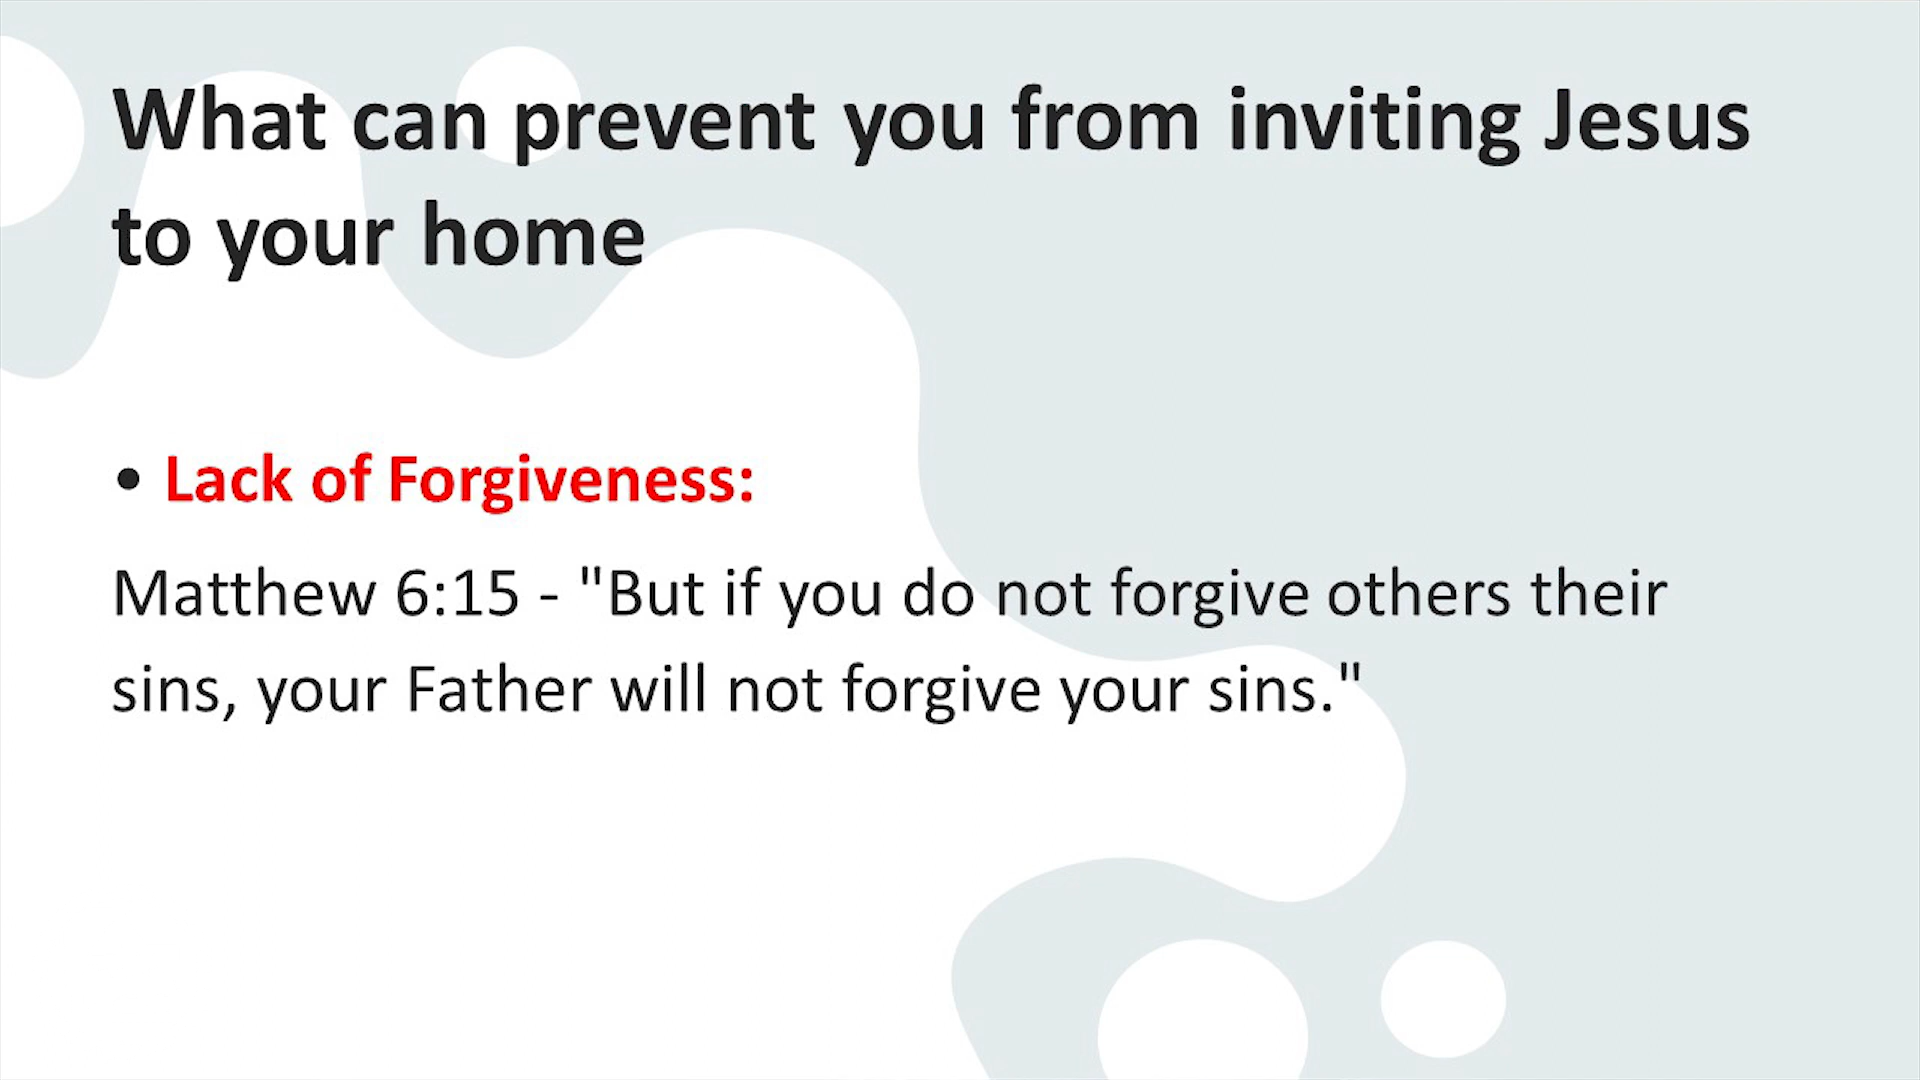 What can prevent you from inviting Jesus
to your home
• Lack of Forgiveness:
Matthew 6:15 - "But if you do not forgive others their
sins, your Father will not forgive your sins."